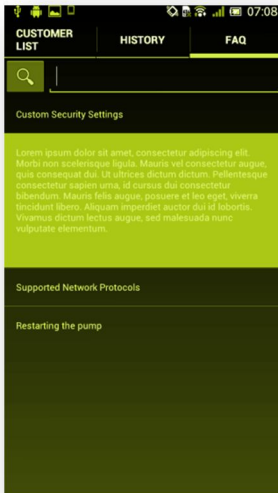 07:08
CUSTOMER
LIST
HISTORY
FAQ
Custom Security Settings
Lorem ipsum dolor sit amet, consectetur adipiscing elit.
Morbi non scelerisque ligula. Mauris vel consectetur augue,
quis consequat dui. Ut ultrices dictum dictum. Pellentesque
consectetur sapien urna, id cursus dui consectetur
bibendum. Mauris felis augue, posuere et leo eget, viverra
tincidunt libero. Aliquam imperdiet auctor dui id lobortis.
Vivamus dictum lectus augue, sed malesuada nunc
vulputate elementum.
Supported Network Protocols
Restarting the pump